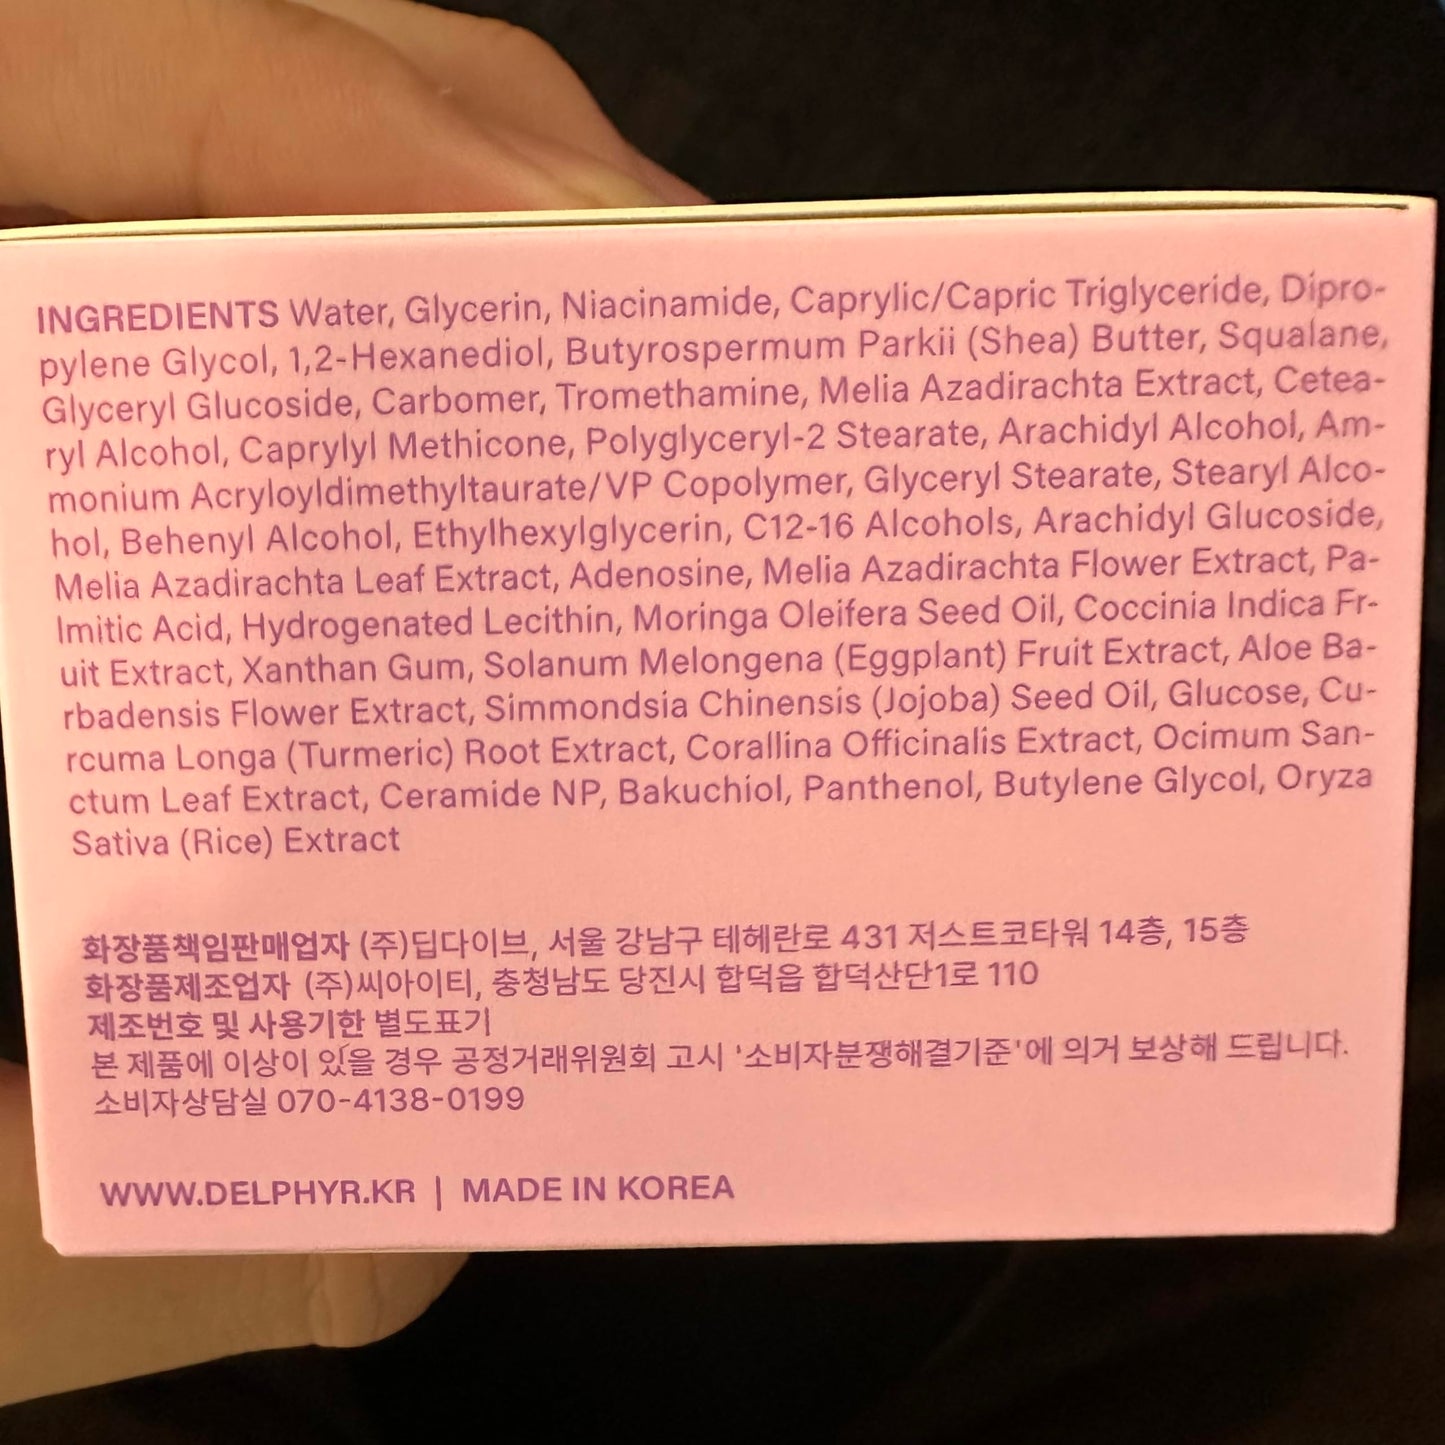 INGREDIENTS Water, Glycerin, Niacinamide, Caprylic/Capric Triglyceride, Dipro-
pylene Glycol, 1,2-Hexanediol, Butyrospermum Parkii (Shea) Butter, Squalane,
Glyceryl Glucoside, Carbomer, Tromethamine, Melia Azadirachta Extract, Cetea-
ryl Alcohol, Caprylyl Methicone, Polyglyceryl-2 Stearate, Arachidyl Alcohol, Am-
monium Acryloyldimethyltaurate/VP Copolymer, Glyceryl Stearate, Stearyl Alco-
hol, Behenyl Alcohol, Ethylhexylglycerin, C12-16 Alcohols, Arachidyl Glucoside,
Melia Azadirachta Leaf Extract, Adenosine, Melia Azadirachta Flower Extract, Pa-
lmitic Acid, Hydrogenated Lecithin, Moringa Oleifera Seed Oil, Coccinia Indica Fr-
uit Extract, Xanthan Gum, Solanum Melongena (Eggplant) Fruit Extract, Aloe Ba-
rbadensis Flower Extract, Simmondsia Chinensis (Jojoba) Seed Oil, Glucose, Cu-
rcuma Longa (Turmeric) Root Extract, Corallina Officinalis Extract, Ocimum San-
ctum Leaf Extract, Ceramide NP, Bakuchiol, Panthenol, Butylene Glycol, Oryza
Sativa (Rice) Extract
화장품책임판매업자 (주)딥다이브, 서울 강남구 테헤란로 431 저스트코타워 14층, 15층
화장품제조업자 (주)씨아이티, 충청남도 당진시 합덕읍 합덕산단1로 110
제조번호 및 사용기한 별도표기
본 제품에 이상이 있을 경우 공정거래위원회 고시 '소비자분쟁해결기준'에 의거 보상해 드립니다.
소비자상담실 070-4138-0199
WWW.DELPHYR.KR | MADE IN KOREA